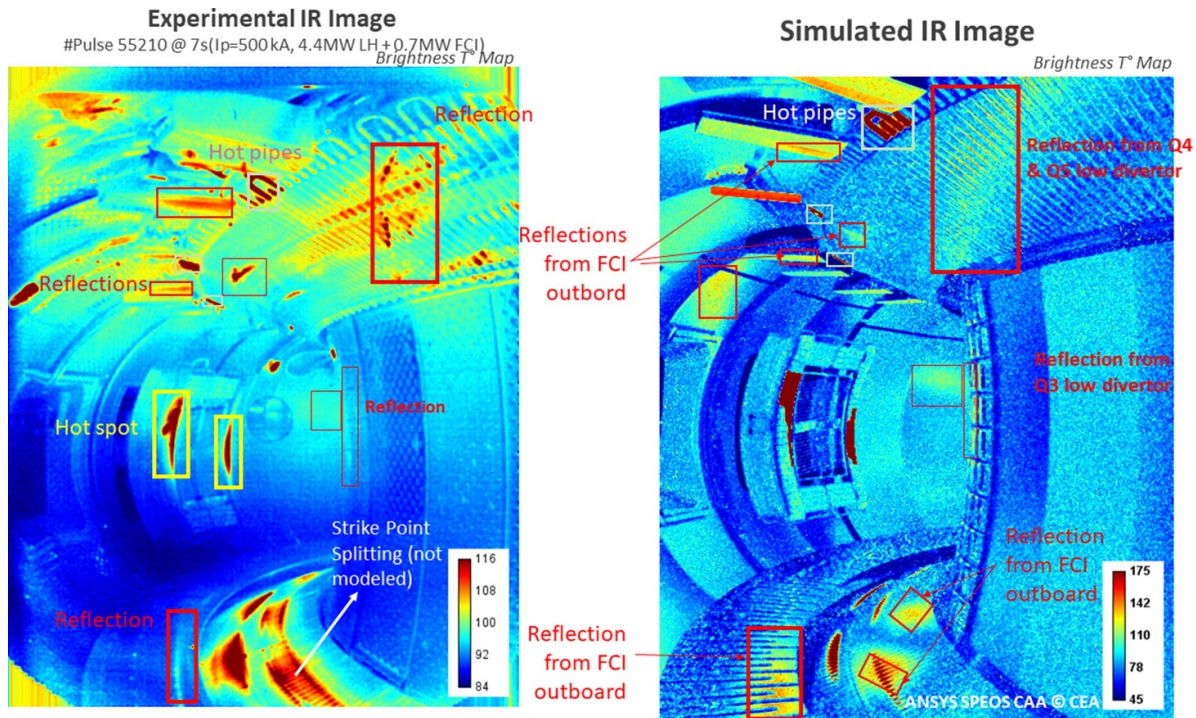 Experimental IR Image
#Pulse 55210 @ 7s(Ip=500 kA, 4.4MW LH + 0.7MW FCI)
Brightness T° Map
Reflection
Hot pipes
Reflections
Hot spot
Reflection
Strike Point
Splitting (not
modeled)
Reflection
116
108
100
92
84
Simulated IR Image
Brightness T° Map
Hot pipes
Reflection from Q4
& Q5 low divertor
Reflections
from FCI
outbord
Reflection from
Q3 low divertor
Reflection
from FCI
outboard
Reflection
from FCI
outboard
175
142
110
78
45
ANSYS SPEOS CAA © CEA